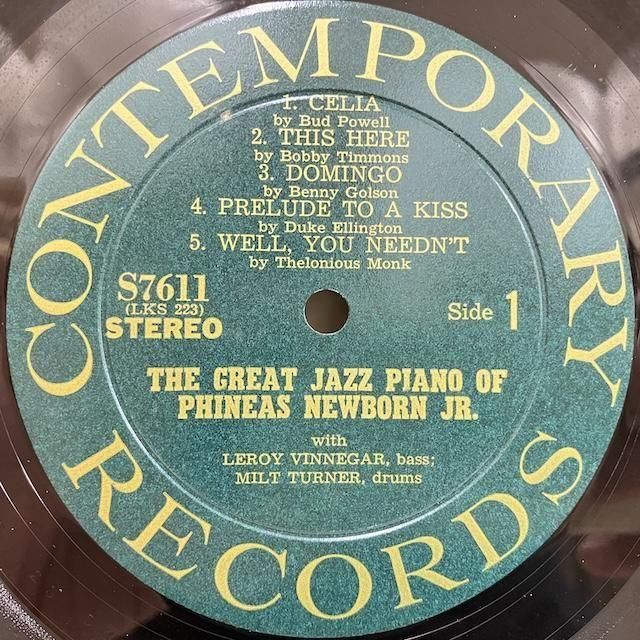 CONTEMPORARY
1. CELIA
by Bud Powell
2. THIS HERE
by Bobby Timmons
3. DOMINGO
by Benny Golson
4. PRELUDE TO A KISS
by Duke Ellington
5. WELL, YOU NEEDN'T
by Thelonious Monk
S7611
(LKS 223)
STEREO
Side 1
THE GREAT JAZZ PIANO OF
PHINEAS NEWBORN JR.
with
LEROY VINNEGAR, bass;
MILT TURNER, drums
RECORDS